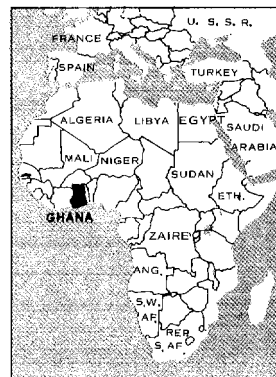 U. S. S. R.
FRANCE
SPAIN
TURKEY
ALGERIA
LIBYA
EGYPT
SAUDI
ARABIA
MALI
NIGER
SUDAN
ETH.
GHANA
ZAIRE
ANG.
S.W.
AF.
REP.
S. AF.